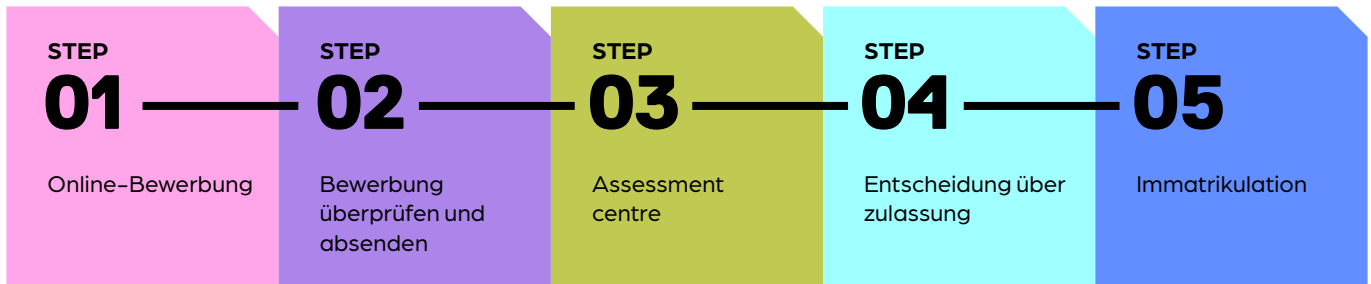 STEP
01
Online-Bewerbung
STEP
02
Bewerbung
überprüfen und
absenden
STEP
03
Assessment
centre
STEP
04
Entscheidung über
zulassung
STEP
05
Immatrikulation